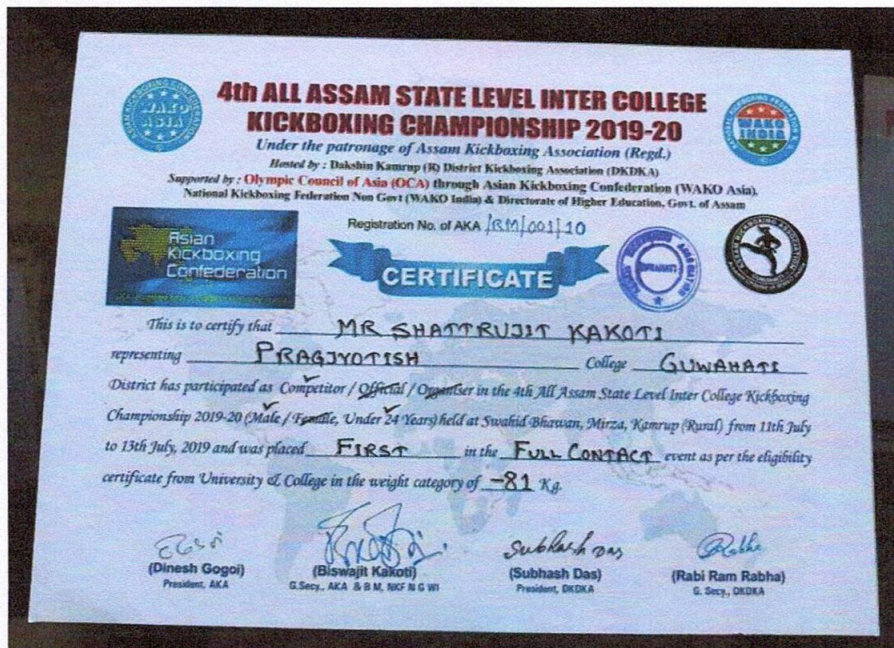 4th ALL ASSAM STATE LEVEL INTER COLLEGE
KICKBOXING CHAMPIONSHIP 2019-20
Under the patronage of Assam Kickboxing Association (Regd.)
Hosted by : Dakshin Kamrup (R) District Kickboxing Association (DKDKA)
Supported by : Olympic Council of Asia (OCA) through Asian Kickboxing Confederation (WAKO Asia),
National Kickboxing Federation Non Govt (WAKO India) & Directorate of Higher Education, Govt. of Assam
WAKO ASIA
WAKO INDIA
Registration No. of AKA /RM/001/10
Asian
Kickboxing
Confederation
GUWAHATI
CERTIFICATE
This is to certify that MR SHATTRUJIT KAKOTI
representing PRAGJYOTISH College GUWAHATI
District has participated as Competitor / Official / Organiser in the 4th All Assam State Level Inter College Kickboxing
Championship 2019-20 (Male / Female, Under 24 Years) held at Swahid Bhawan, Mirza, Kamrup (Rural) from 11th July
to 13th July, 2019 and was placed FIRST in the FULL CONTACT event as per the eligibility
certificate from University & College in the weight category of -81 Kg.
Subhash Das
(Dinesh Gogoi)
President, AKA
(Biswajit Kakoti)
G.Secy., AKA & B M, NKF N G WI
(Subhash Das)
President, DKDKA
(Rabi Ram Rabha)
G. Secy., DKDKA